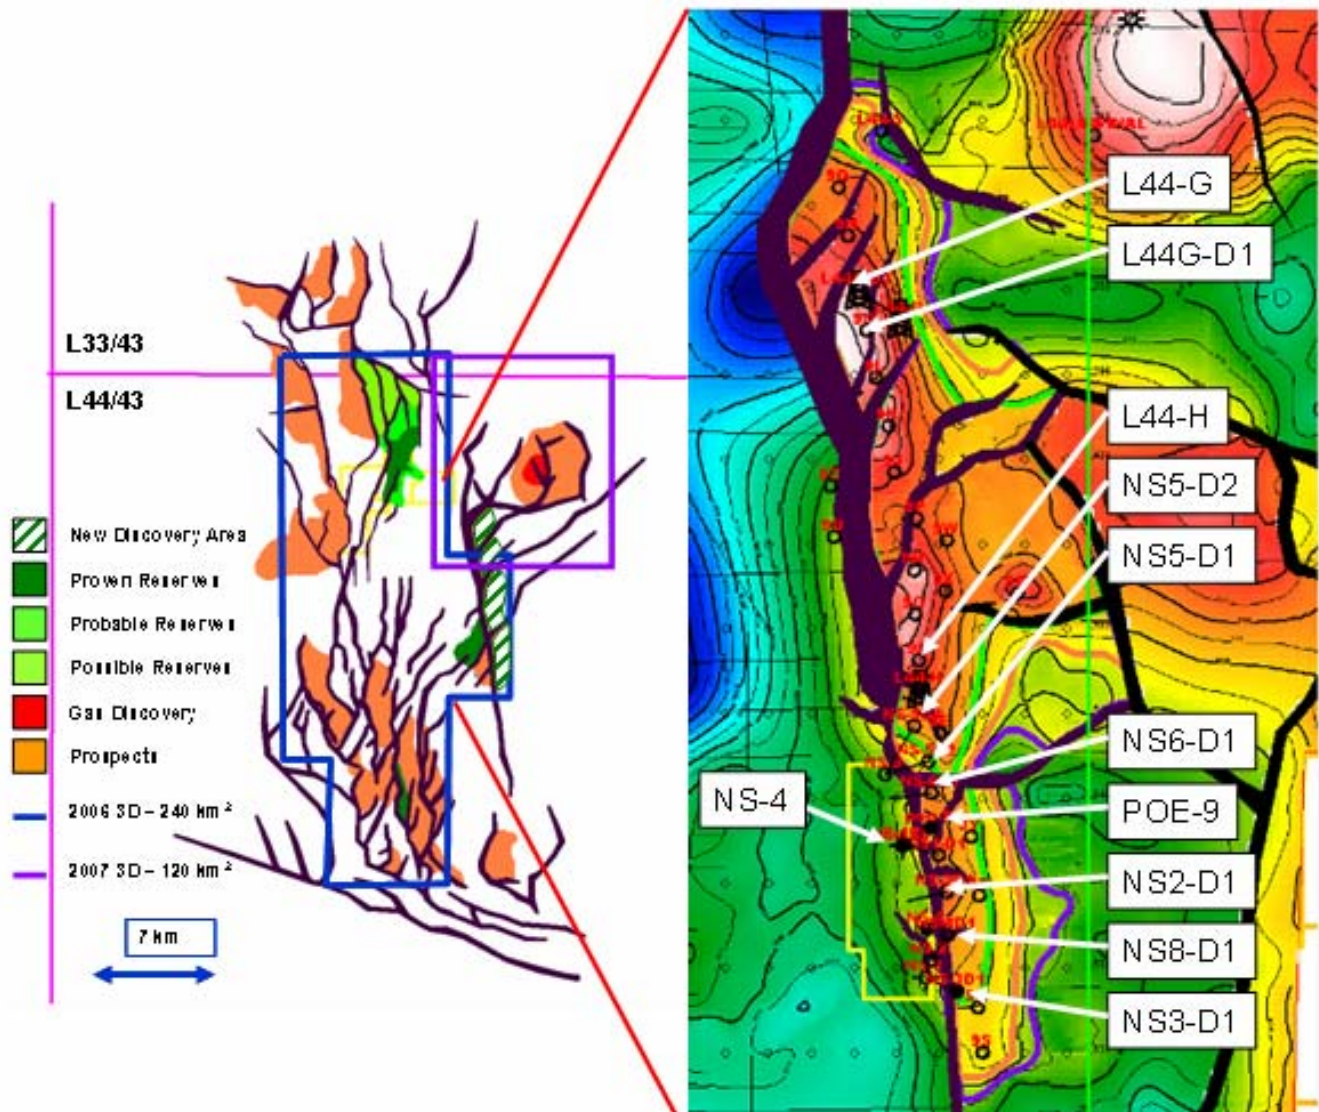 L33/43
L44/43
New Discovery Area
Proven Reserves
Probable Reserves
Possible Reserves
Gas Discovery
Prospects
2006 3D – 240 km²
2007 3D – 120 km²
7 km
L44-G
L44G-D1
L44-H
NS5-D2
NS5-D1
NS6-D1
NS-4
POE-9
NS2-D1
NS8-D1
NS3-D1